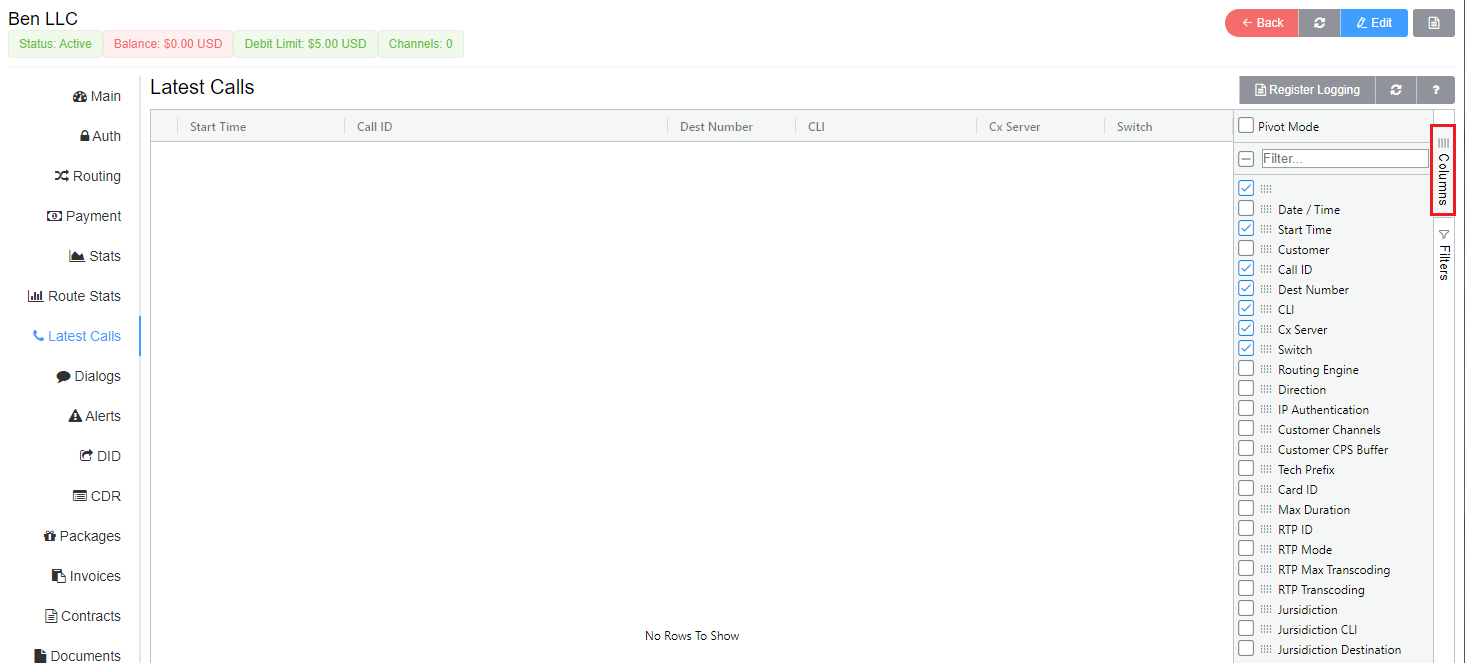 Ben LLC
Back
Edit
Status: Active
Balance: $0.00 USD
Debit Limit: $5.00 USD
Channels: 0
Main
Auth
Routing
Payment
Stats
Route Stats
Latest Calls
Dialogs
Alerts
DID
CDR
Packages
Invoices
Contracts
Documents
Latest Calls
Register Logging
?
Start Time
Call ID
Dest Number
CLI
Cx Server
Switch
No Rows To Show
Pivot Mode
Filter...
Date / Time
Start Time
Customer
Call ID
Dest Number
CLI
Cx Server
Switch
Routing Engine
Direction
IP Authentication
Customer Channels
Customer CPS Buffer
Tech Prefix
Card ID
Max Duration
RTP ID
RTP Mode
RTP Max Transcoding
RTP Transcoding
Jursidiction
Jursidiction CLI
Jursidiction Destination
Columns
Filters